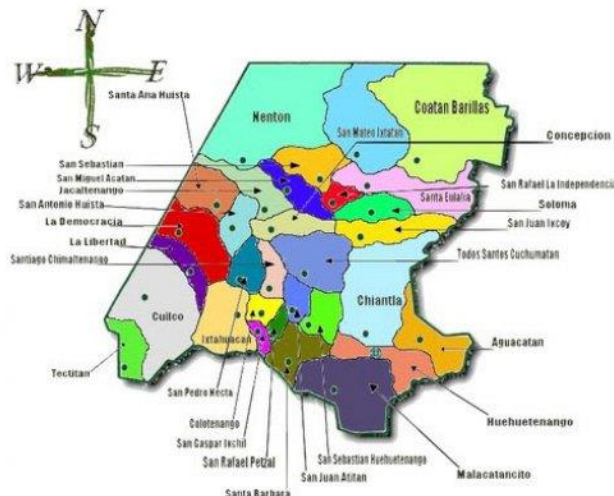 N
W E
S
Santa Ana Huista
Nenton
Coatan Barillas
San Mateo Ixtatan
Concepcion
San Sebastian
San Miguel Acatan
Jacaltenango
San Rafael La Independencia
Santa Eulalia
San Antonio Huista
Soloma
La Democracia
San Juan Ixcoy
La Libertad
Santiago Chimaltenango
Todos Santos Cuchumatan
Cuilco
Chiantla
Ixtahuacan
Aguacatan
Tectitan
San Pedro Necta
Colotenango
Huehuetenango
San Gaspar Ixchil
San Rafael Petzal
San Sebastian Huehuetenango
San Juan Atitan
Malacatancito
Santa Barbara